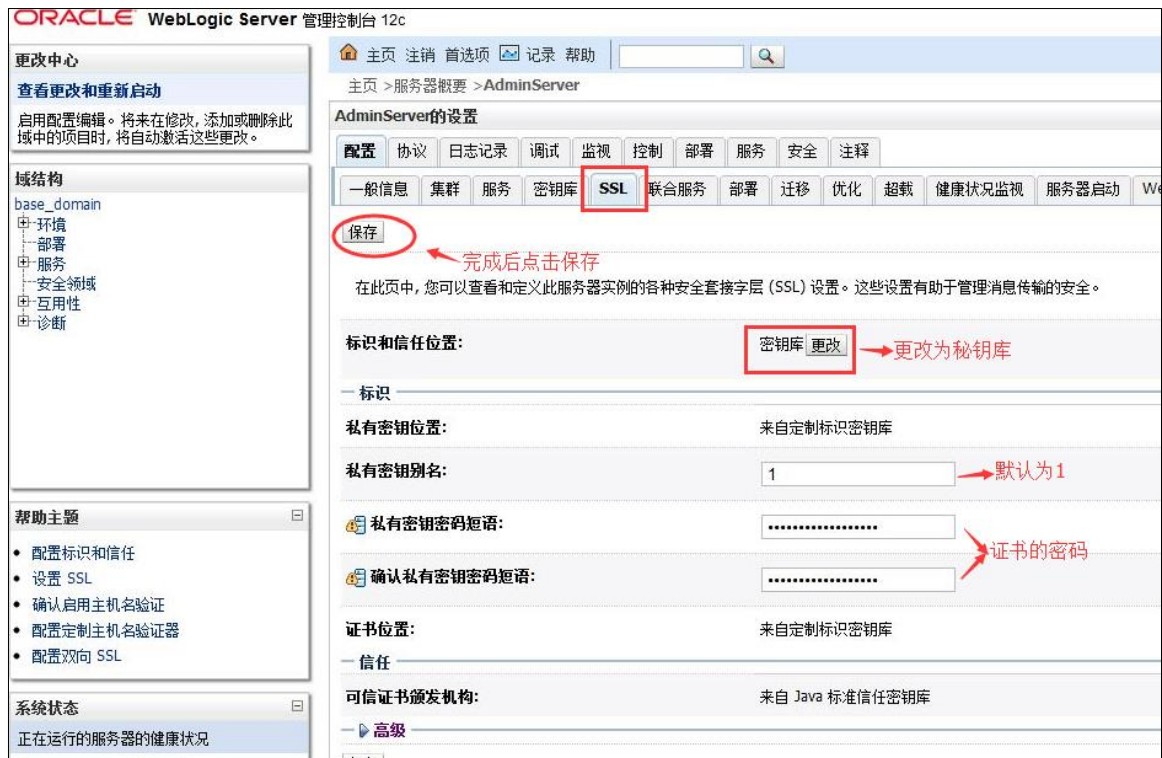 ORACLE WebLogic Server 管理控制台 12c
更改中心
查看更改和重新启动
启用配置编辑。将来在修改, 添加或删除此
域中的项目时, 将自动激活这些更改。
域结构
base_domain
环境
部署
服务
安全领域
互用性
诊断
帮助主题
配置标识和信任
设置 SSL
确认启用主机名验证
配置定制主机名验证器
配置双向 SSL
系统状态
正在运行的服务器的健康状况
主页 注销 首选项 记录 帮助
主页 >服务器概要 >AdminServer
AdminServer的设置
配置 协议 日志记录 调试 监视 控制 部署 服务 安全 注释
一般信息 集群 服务 密钥库 SSL 联合服务 部署 迁移 优化 超载 健康状况监视 服务器启动 We
保存
完成后点击保存
在此页中, 您可以查看和定义此服务器实例的各种安全套接字层 (SSL) 设置。这些设置有助于管理消息传输的安全。
标识和信任位置: 密钥库 更改 更改为秘钥库
标识
私有密钥位置: 来自定制标识密钥库
私有密钥别名: 1 默认为1
私有密钥密码短语: ••••••••••••••••••
证书的密码
确认私有密钥密码短语: ••••••••••••••••••
证书位置: 来自定制标识密钥库
信任
可信证书颁发机构: 来自 Java 标准信任密钥库
高级